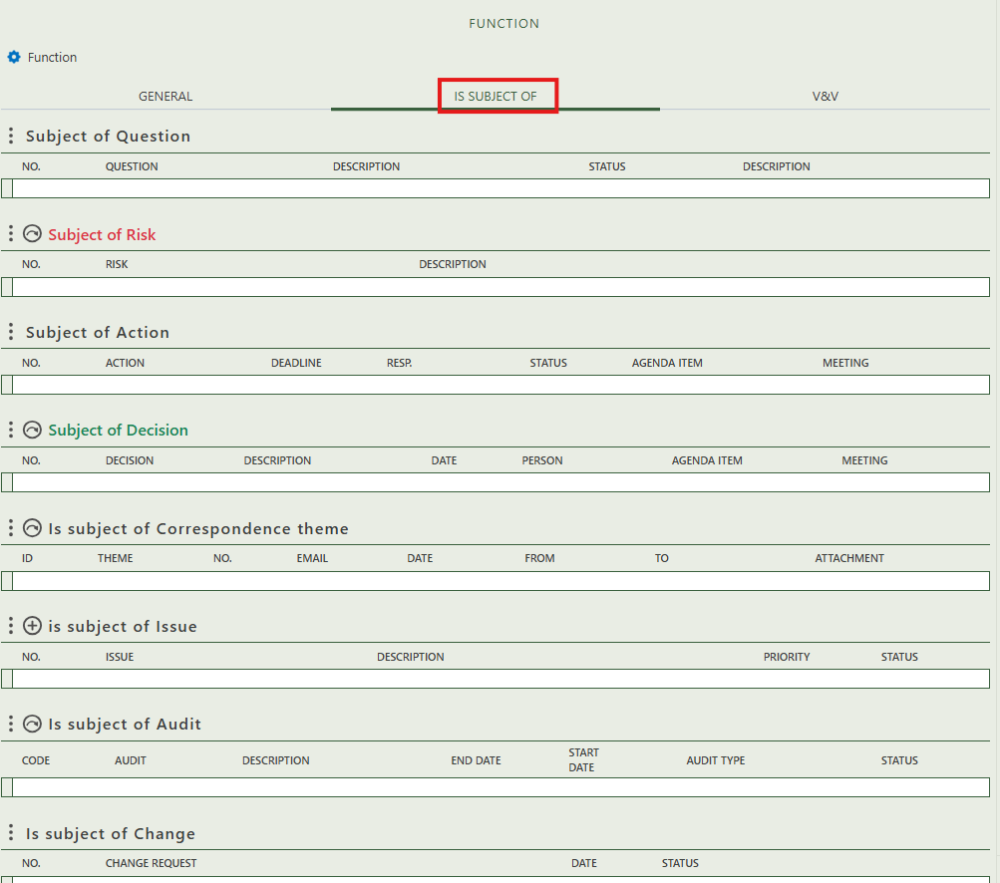 FUNCTION
Function
GENERAL IS SUBJECT OF V&V
Subject of Question
NO. QUESTION DESCRIPTION STATUS DESCRIPTION
Subject of Risk
NO. RISK DESCRIPTION
Subject of Action
NO. ACTION DEADLINE RESP. STATUS AGENDA ITEM MEETING
Subject of Decision
NO. DECISION DESCRIPTION DATE PERSON AGENDA ITEM MEETING
Is subject of Correspondence theme
ID THEME NO. EMAIL DATE FROM TO ATTACHMENT
is subject of Issue
NO. ISSUE DESCRIPTION PRIORITY STATUS
Is subject of Audit
CODE AUDIT DESCRIPTION END DATE START DATE AUDIT TYPE STATUS
Is subject of Change
NO. CHANGE REQUEST DATE STATUS